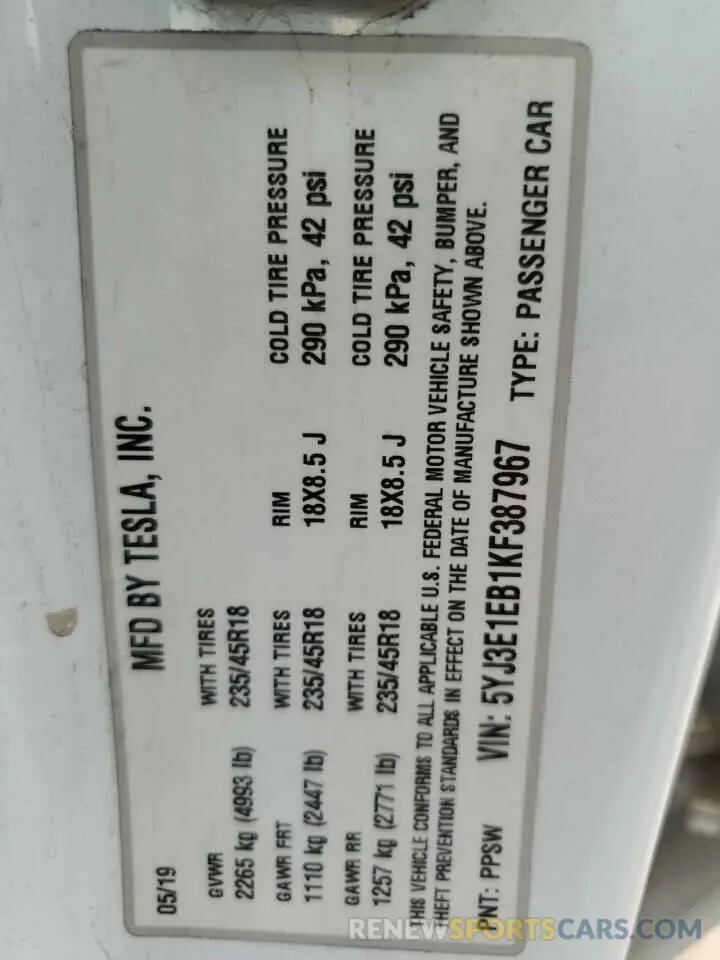 MFD BY TESLA, INC.
05/19
GVWR WITH TIRES
2265 kg (4993 lb) 235/45R18
GAWR FRT WITH TIRES RIM COLD TIRE PRESSURE
1110 kg (2447 lb) 235/45R18 18X8.5 J 290 kPa, 42 psi
GAWR RR WITH TIRES RIM COLD TIRE PRESSURE
1257 kg (2771 lb) 235/45R18 18X8.5 J 290 kPa, 42 psi
THIS VEHICLE CONFORMS TO ALL APPLICABLE U.S. FEDERAL MOTOR VEHICLE SAFETY, BUMPER, AND
THEFT PREVENTION STANDARDS IN EFFECT ON THE DATE OF MANUFACTURE SHOWN ABOVE.
PNT: PPSW VIN: 5YJ3E1EB1KF387967 TYPE: PASSENGER CAR
RENEWSPORTSCARS.COM